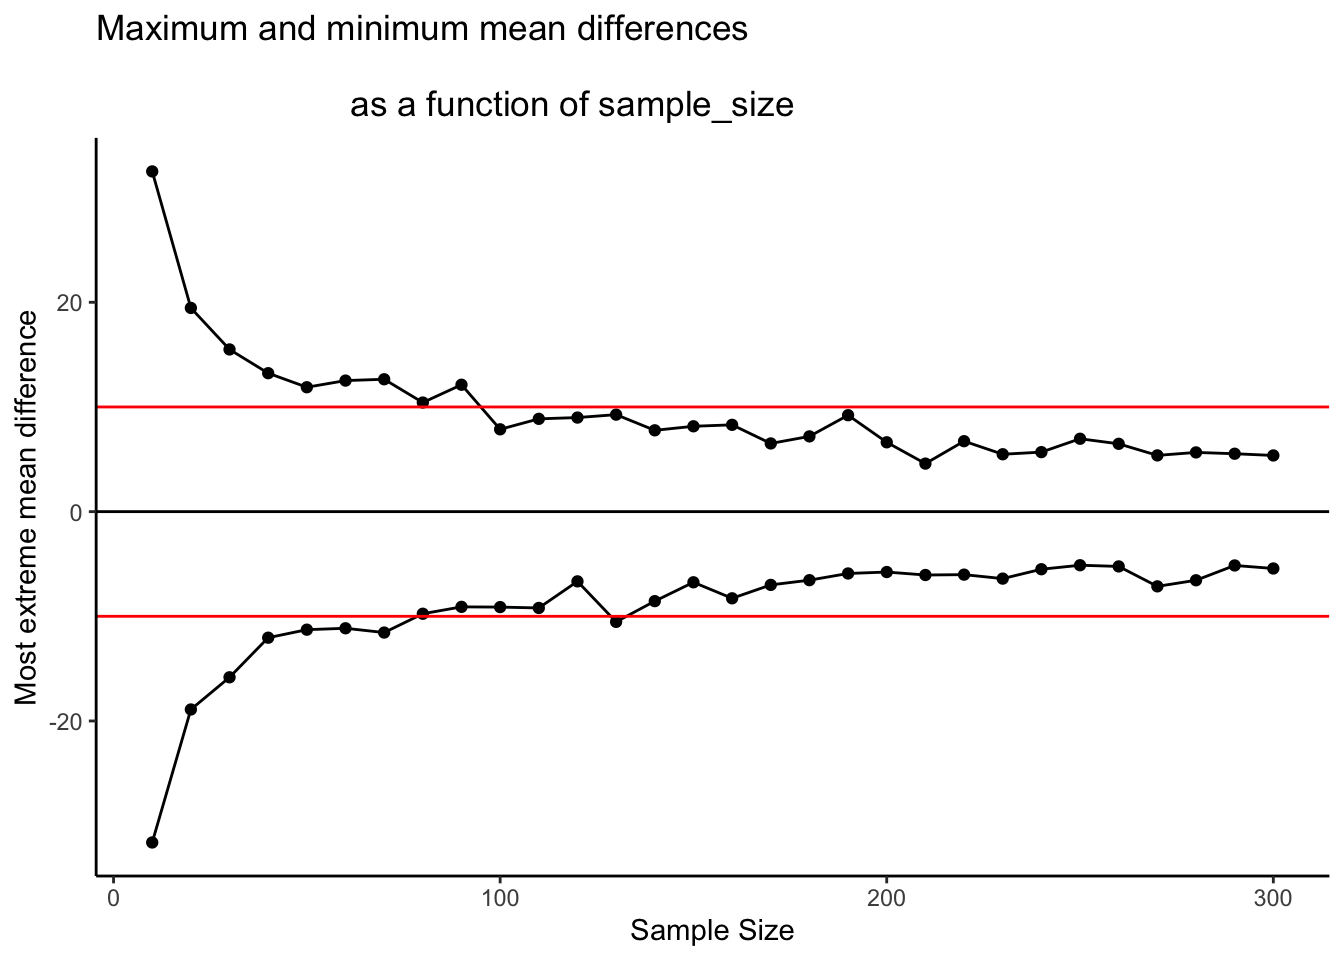 Maximum and minimum mean differences
as a function of sample_size
Most extreme mean difference
20
0
-20
0
100
200
300
Sample Size